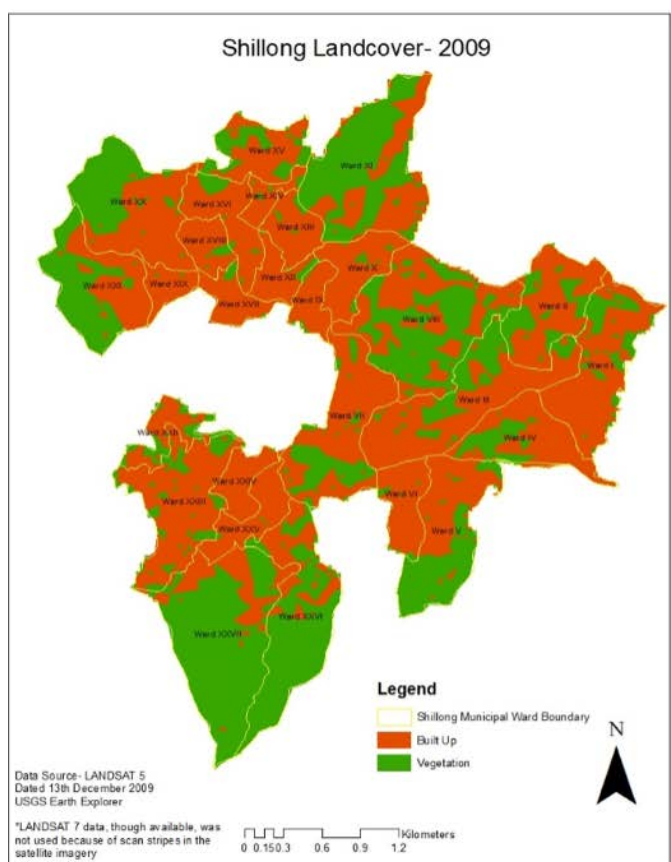 Shillong Landcover- 2009
Ward XV
Ward XI
Ward XX
Ward XVI
Ward XIV
Ward XIII
Ward XVIII
Ward XXI
Ward XIX
Ward XII
Ward X
Ward XVII
Ward IX
Ward VIII
Ward II
Ward I
Ward III
Ward VII
Ward IV
Ward XXII
Ward VI
Ward XXIV
Ward XXIII
Ward XXV
Ward V
Ward XXVI
Ward XXVII
Legend
Shillong Municipal Ward Boundary
Built Up
Vegetation
N
Data Source- LANDSAT 5
Dated 13th December 2009
USGS Earth Explorer
*LANDSAT 7 data, though available, was
not used because of scan stripes in the
satellite imagery
Kilometers
0 0.15 0.3 0.6 0.9 1.2